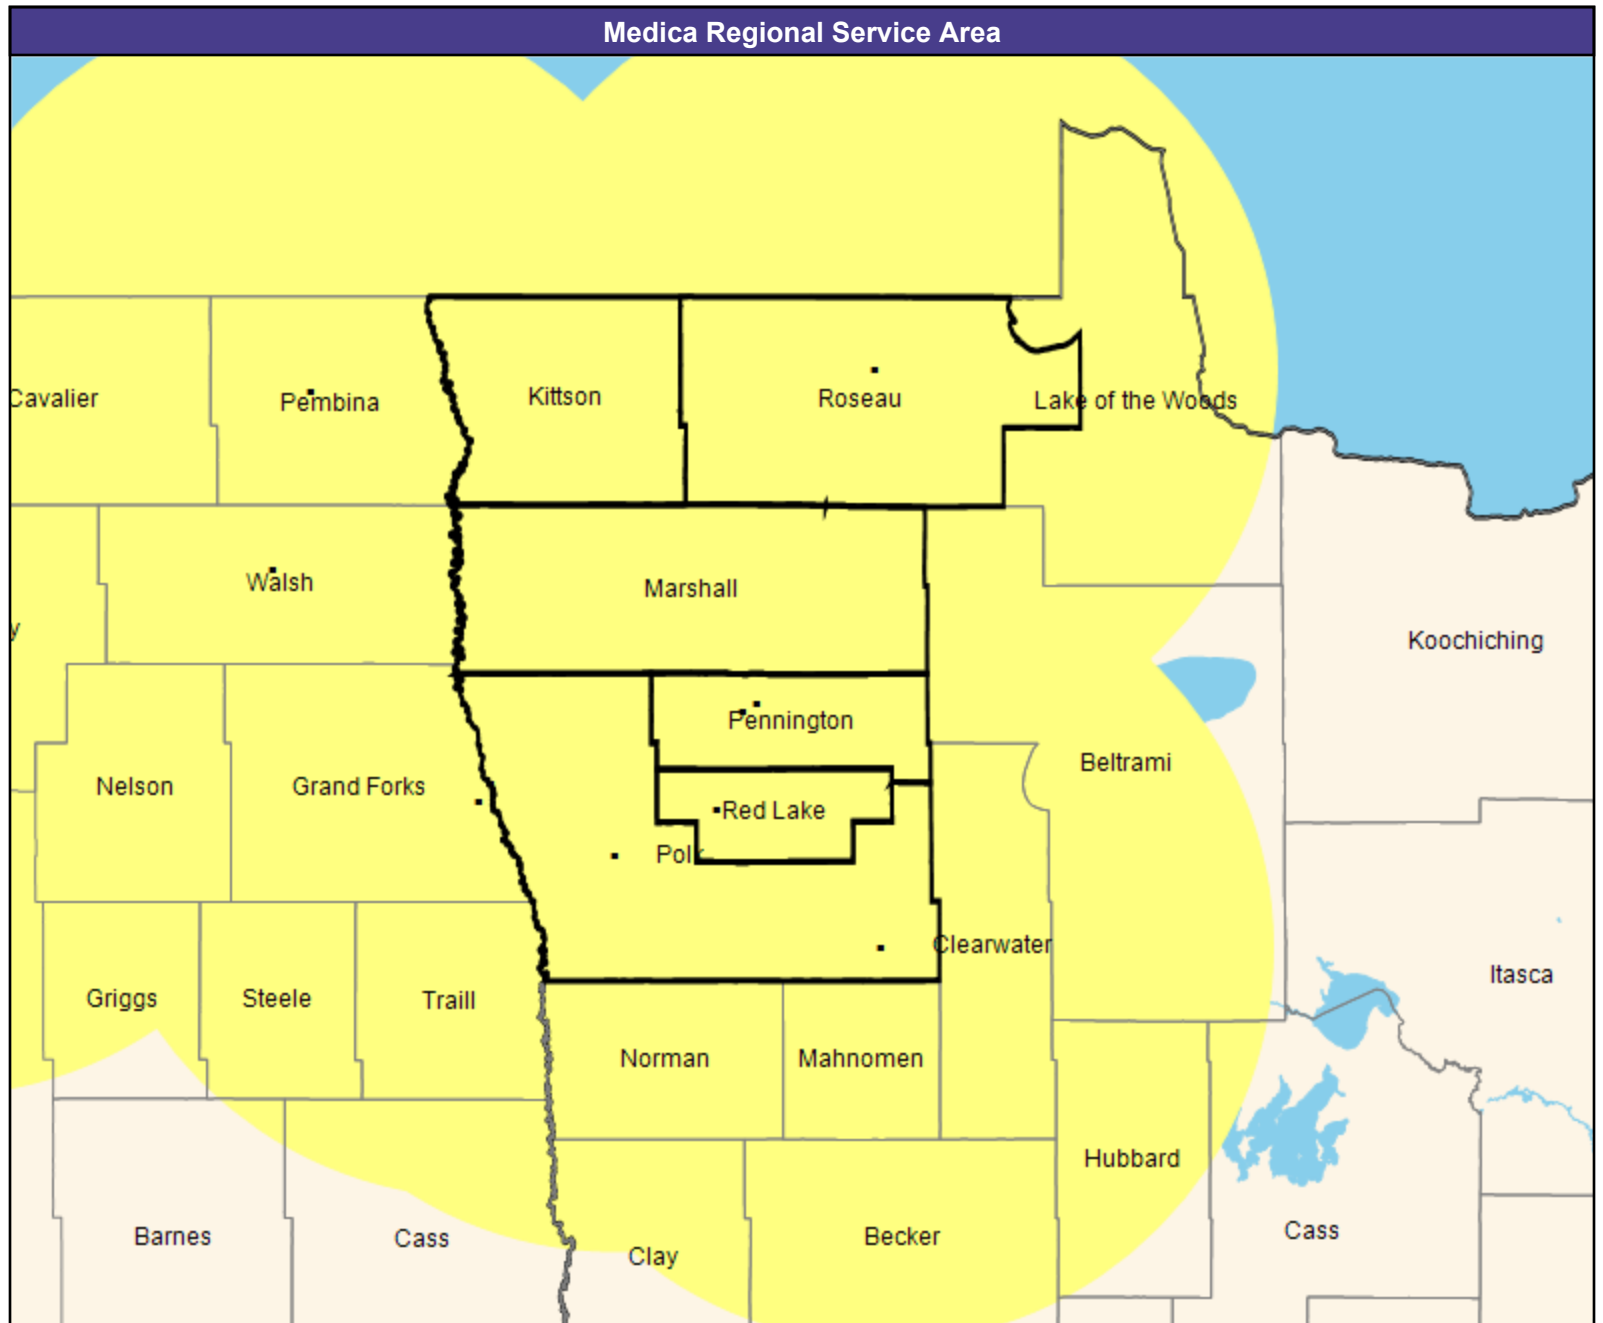 Medica Regional Service Area
Cavalier
Pembina
Kittson
Roseau
Lake of the Woods
Walsh
Marshall
y
Koochiching
Pennington
Nelson
Grand Forks
Beltrami
Red Lake
Polk
Clearwater
Griggs
Steele
Traill
Itasca
Norman
Mahnomen
Hubbard
Barnes
Cass
Clay
Becker
Cass